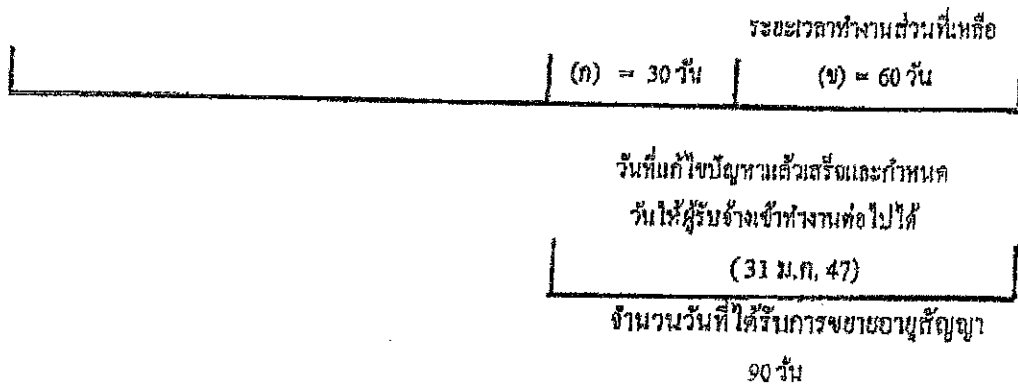 ระยะเวลาทำงานส่วนที่เหลือ
(ก) = 30 วัน (ข) = 60 วัน
วันที่แก้ไขปัญหาแล้วเสร็จและกำหนด
วันให้ผู้รับจ้างเข้าทำงานต่อไปได้
(31 ม.ค. 47)
จำนวนวันที่ได้รับการขยายอายุสัญญา
90 วัน